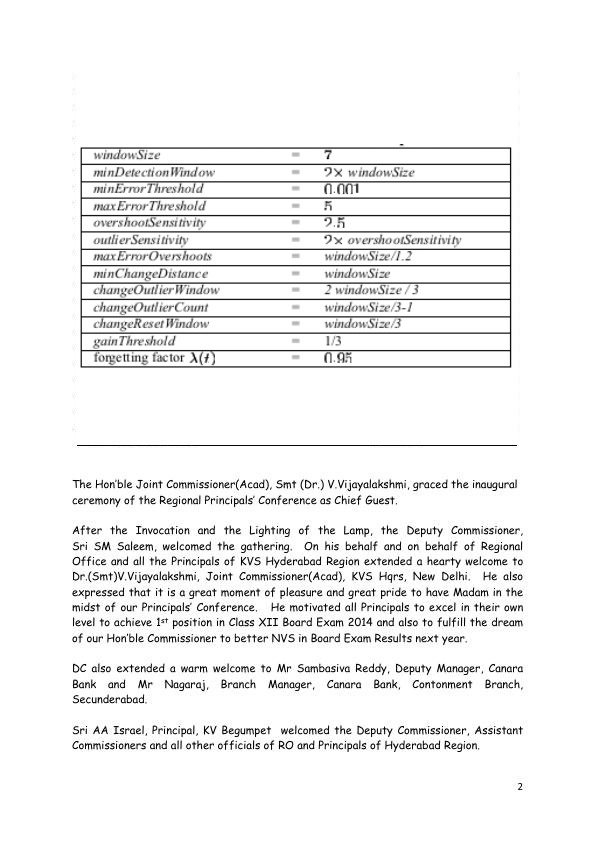 windowSize = 7
minDetectionWindow = 2× windowSize
minErrorThreshold = 0.001
maxErrorThreshold = 5
overshootSensitivity = 2.5
outlierSensitivity = 2× overshootSensitivity
maxErrorOvershoots = windowSize/1.2
minChangeDistance = windowSize
changeOutlierWindow = 2 windowSize / 3
changeOutlierCount = windowSize/3-1
changeResetWindow = windowSize/3
gainThreshold = 1/3
forgetting factor λ(t) = 0.95
The Hon'ble Joint Commissioner(Acad), Smt (Dr.) V.Vijayalakshmi, graced the inaugural
ceremony of the Regional Principals' Conference as Chief Guest.
After the Invocation and the Lighting of the Lamp, the Deputy Commissioner,
Sri SM Saleem, welcomed the gathering. On his behalf and on behalf of Regional
Office and all the Principals of KVS Hyderabad Region extended a hearty welcome to
Dr.(Smt)V.Vijayalakshmi, Joint Commissioner(Acad), KVS Hqrs, New Delhi. He also
expressed that it is a great moment of pleasure and great pride to have Madam in the
midst of our Principals' Conference. He motivated all Principals to excel in their own
level to achieve 1st position in Class XII Board Exam 2014 and also to fulfill the dream
of our Hon'ble Commissioner to better NVS in Board Exam Results next year.
DC also extended a warm welcome to Mr Sambasiva Reddy, Deputy Manager, Canara
Bank and Mr Nagaraj, Branch Manager, Canara Bank, Contonment Branch,
Secunderabad.
Sri AA Israel, Principal, KV Begumpet welcomed the Deputy Commissioner, Assistant
Commissioners and all other officials of RO and Principals of Hyderabad Region.
2